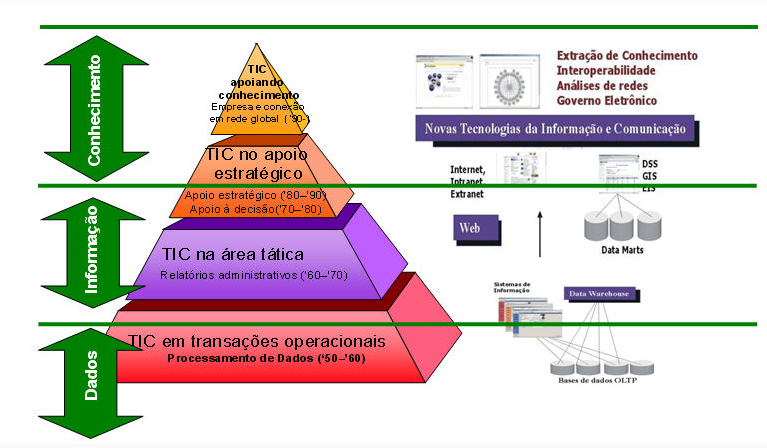 Conhecimento
TIC
apoiando
conhecimento
Empresa e conexão
em rede global ('90-)
TIC no apoio
estratégico
Apoio estratégico ('80–'90)
Apoio à decisão('70–'80)
Informação
TIC na área tática
Relatórios administrativos ('60–'70)
Dados
TIC em transações operacionais
Processamento de Dados ('50–'60)
Extração de Conhecimento
Interoperabilidade
Análises de redes
Governo Eletrônico
Novas Tecnologias da Informação e Comunicação
Internet,
Intranet
Extranet
DSS
GIS
EIS
Web
Data Marts
Sistemas de
Informação
Data Warehouse
Bases de dados OLTP